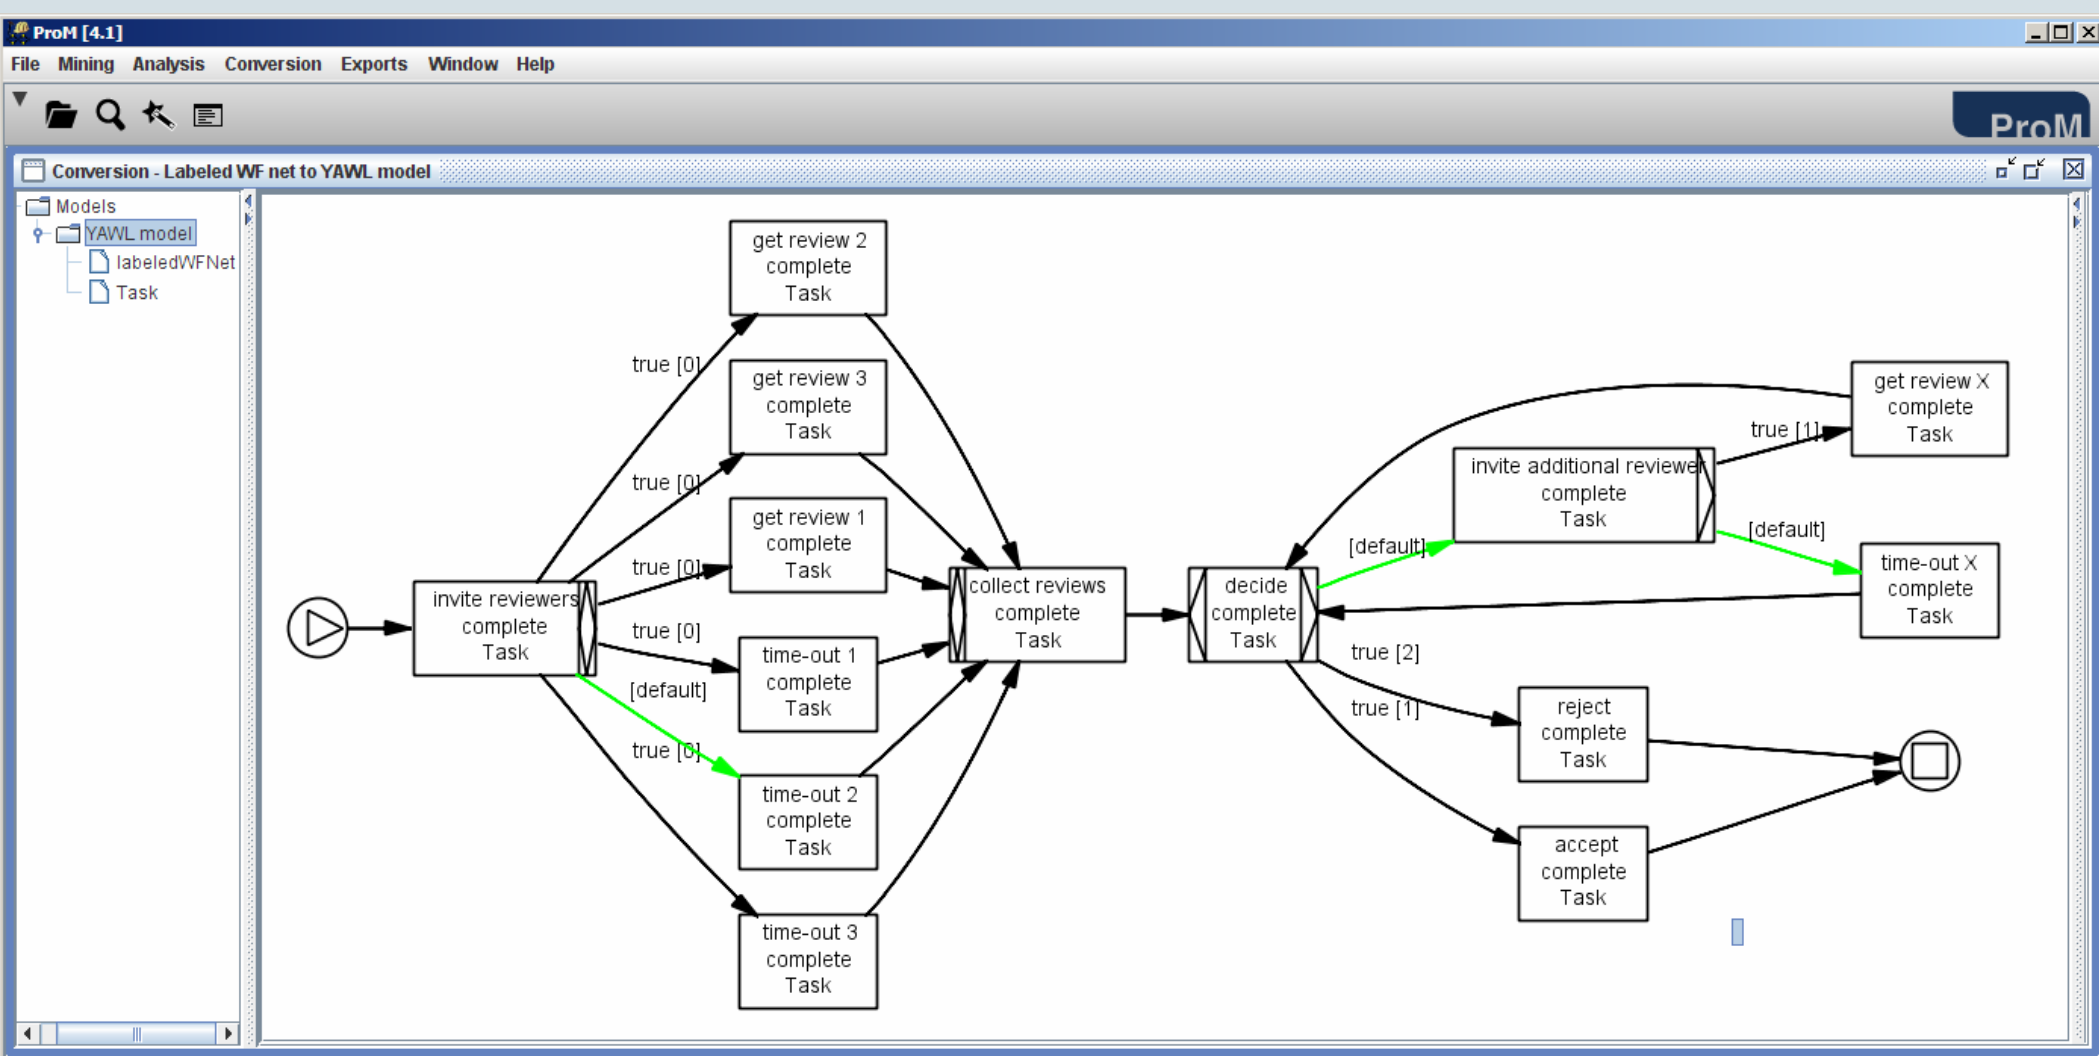 ProM [4.1]
File Mining Analysis Conversion Exports Window Help
ProM
Conversion - Labeled WF net to YAWL model
Models
YAWL model
labeledWFNet
Task
get review 2
complete
Task
true [0]
get review 3
complete
Task
true [0]
get review 1
complete
Task
true [0]
invite reviewers
complete
Task
true [0]
time-out 1
complete
Task
[default]
true [0]
time-out 2
complete
Task
time-out 3
complete
Task
collect reviews
complete
Task
decide
complete
Task
[default]
invite additional reviewer
complete
Task
true [1]
get review X
complete
Task
[default]
time-out X
complete
Task
true [2]
true [1]
reject
complete
Task
accept
complete
Task